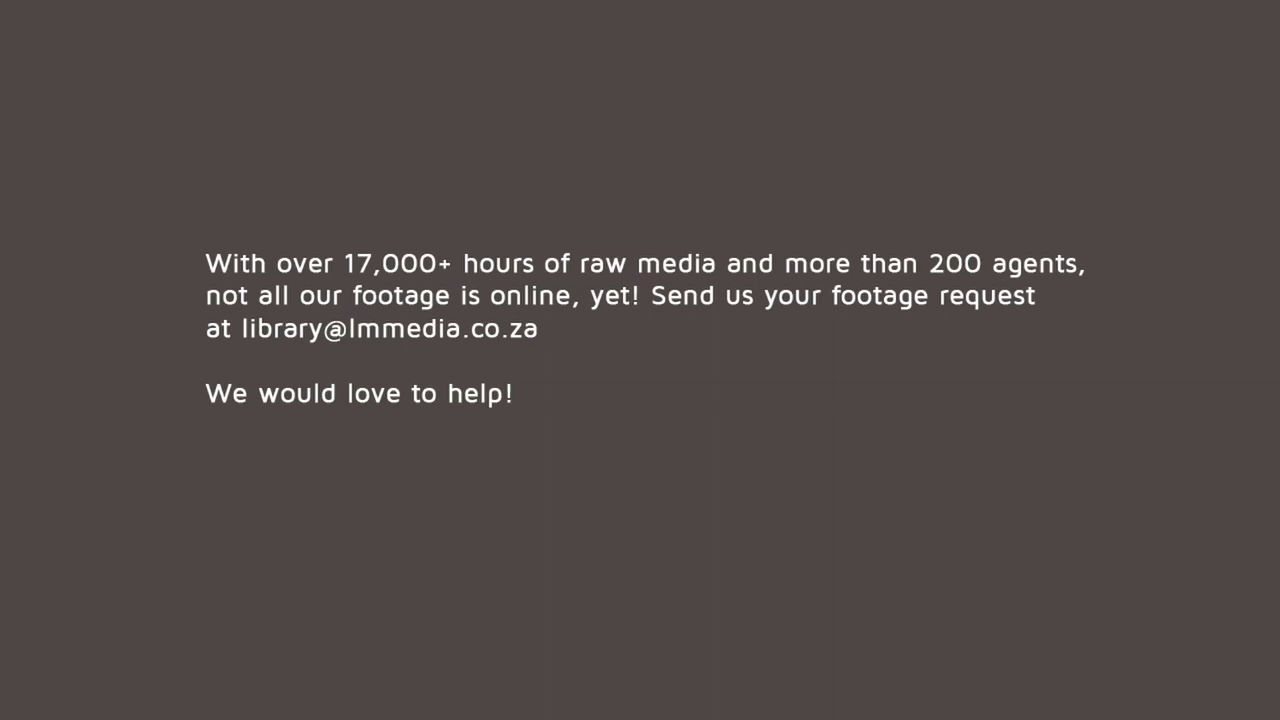 With over 17,000+ hours of raw media and more than 200 agents,
not all our footage is online, yet! Send us your footage request
at library@lmmedia.co.za
We would love to help!